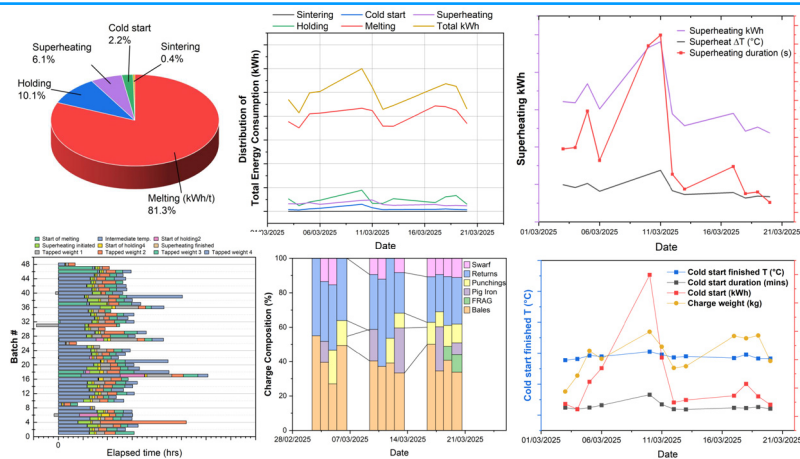 Cold start
2.2%
Sintering
0.4%
Superheating
6.1%
Holding
10.1%
Melting (kWh/t)
81.3%
Sintering Cold start Superheating
Holding Melting Total kWh
Distribution of
Total Energy Consumption (kWh)
06/03/2025 11/03/2025 16/03/2025 21/03/2025
Date
Superheating kWh
Superheat ΔT (°C)
Superheating duration (s)
Superheating kWh
01/03/2025 06/03/2025 11/03/2025 16/03/2025 21/03/2025
Date
Start of melting Intermediate temp. Start of holding2
Superheating initiated Start of holding4 Superheating finished
Tapped weight 1 Tapped weight 2 Tapped weight 3 Tapped weight 4
Batch #
48
44
40
36
32
28
24
20
16
12
8
4
0
0
Elapsed time (hrs)
Charge Composition (%)
100
80
60
40
20
0
Swarf
Returns
Punchings
Pig Iron
FRAG
Bales
28/02/2025 07/03/2025 14/03/2025 21/03/2025
Date
Cold start finished T (°C)
Cold start duration (mins)
Cold start (kWh)
Charge weight (kg)
Cold start finished T (°C)
01/03/2025 06/03/2025 11/03/2025 16/03/2025 21/03/2025
Date